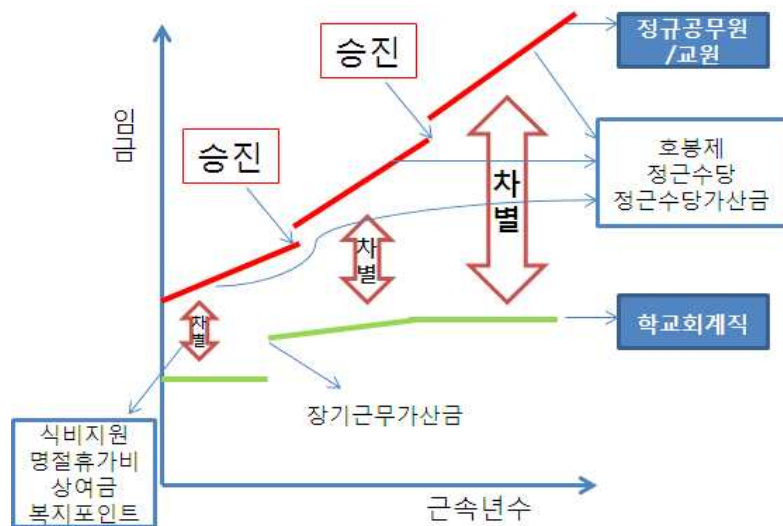 정규공무원
/교원
승진
임금
승진
호봉제
정근수당
정근수당가산금
차별
차별
차별
학교회계직
장기근무가산금
식비지원
명절휴가비
상여금
복지포인트
근속년수